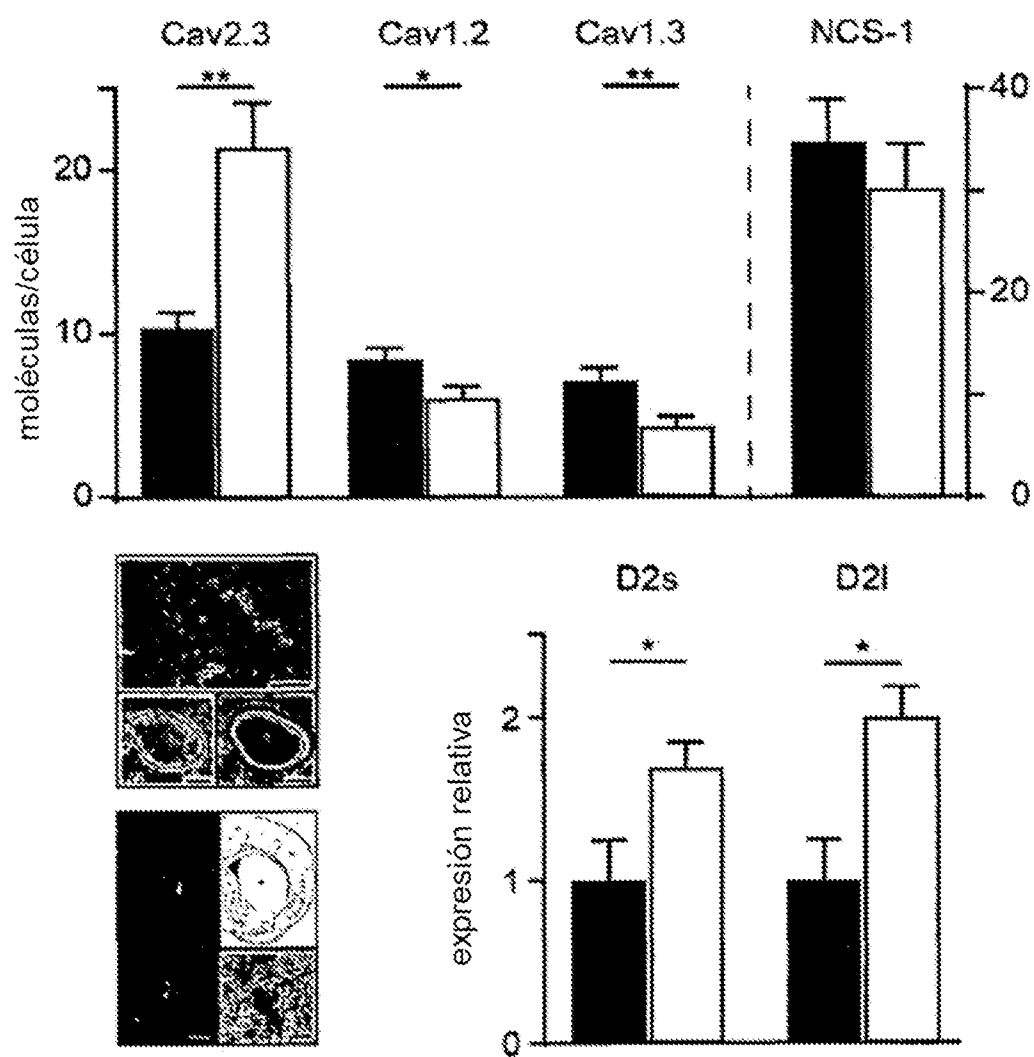 Cav2.3 Cav1.2 Cav1.3 NCS-1
** * **
moléculas/célula
20
10
0
40
20
0
D2s D2l
* *
expresión relativa
2
1
0